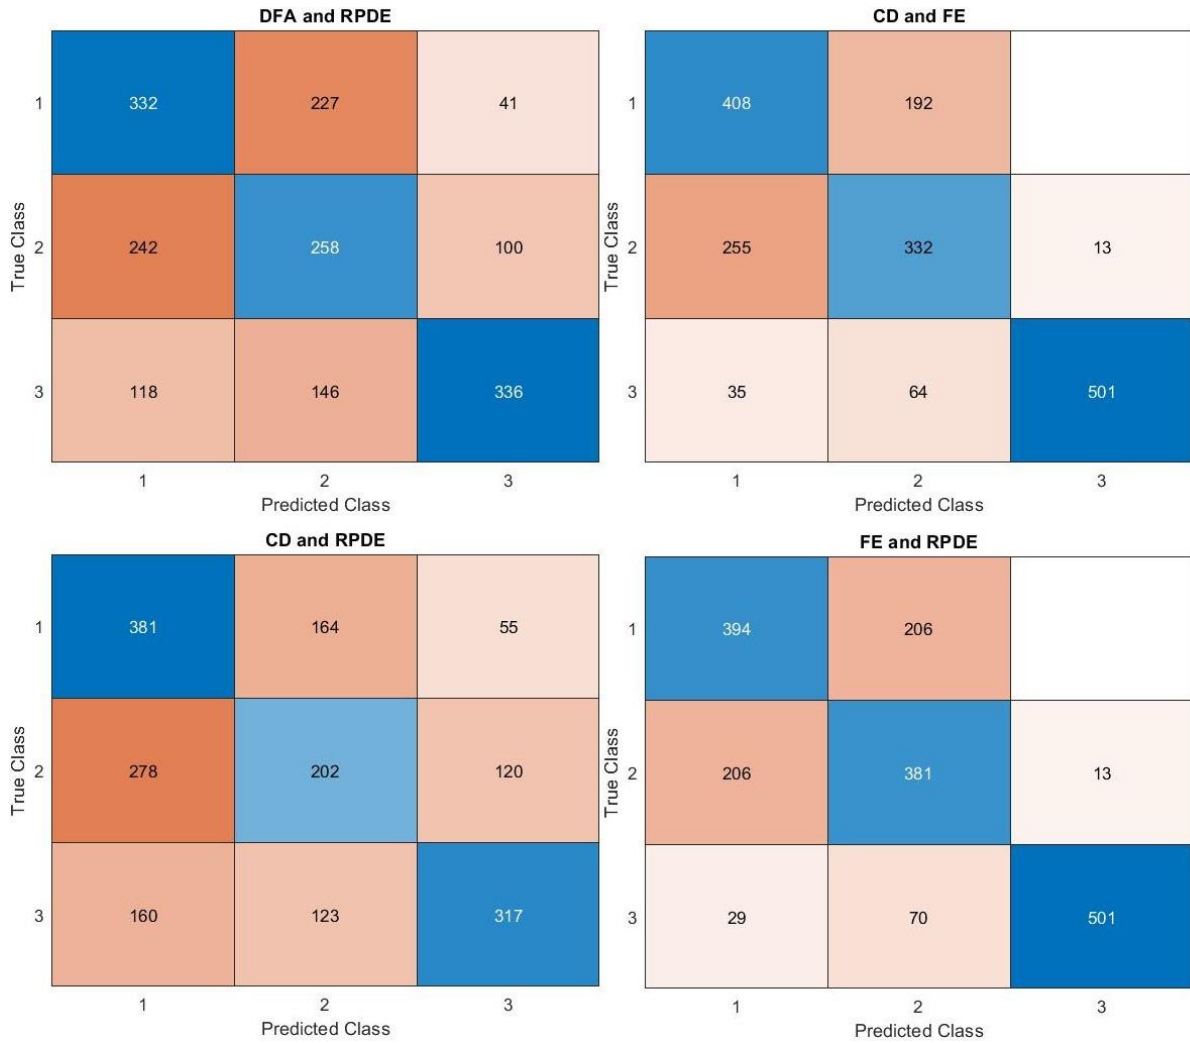 DFA and RPDE
1 332 227 41
2 242 258 100
3 118 146 336
True Class
1 2 3
Predicted Class
CD and FE
1 408 192
2 255 332 13
3 35 64 501
True Class
1 2 3
Predicted Class
CD and RPDE
1 381 164 55
2 278 202 120
3 160 123 317
True Class
1 2 3
Predicted Class
FE and RPDE
1 394 206
2 206 381 13
3 29 70 501
True Class
1 2 3
Predicted Class